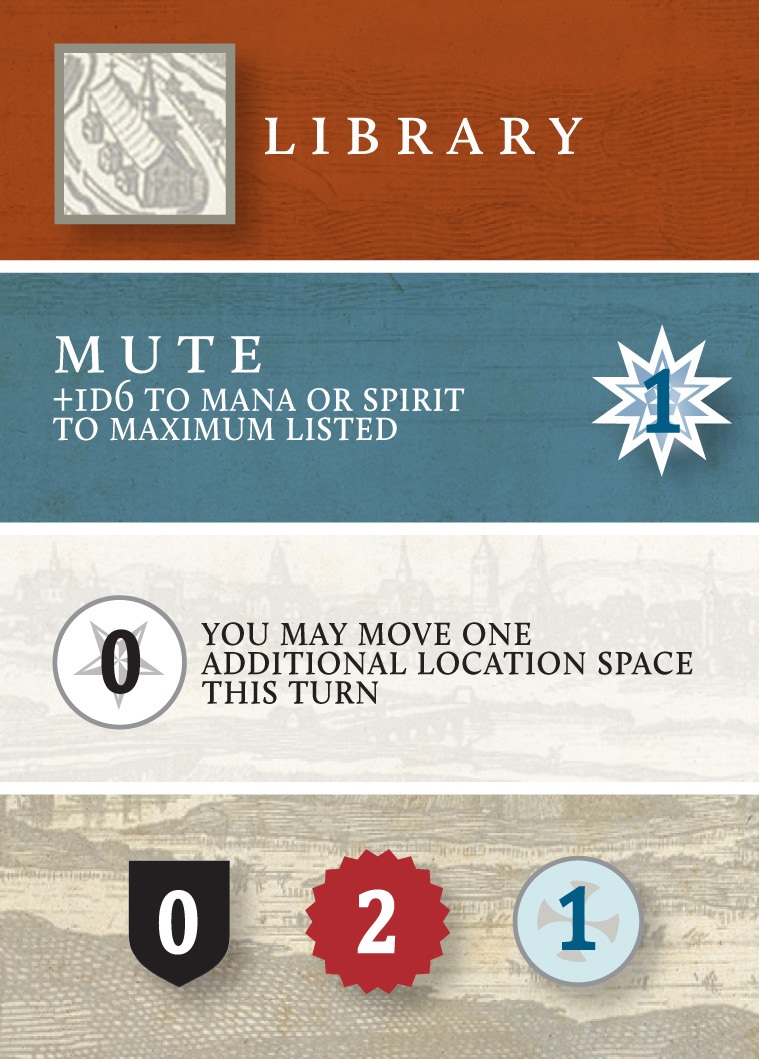 LIBRARY
MUTE
+1D6 TO MANA OR SPIRIT
TO MAXIMUM LISTED
1
0
YOU MAY MOVE ONE
ADDITIONAL LOCATION SPACE
THIS TURN
0 2 1